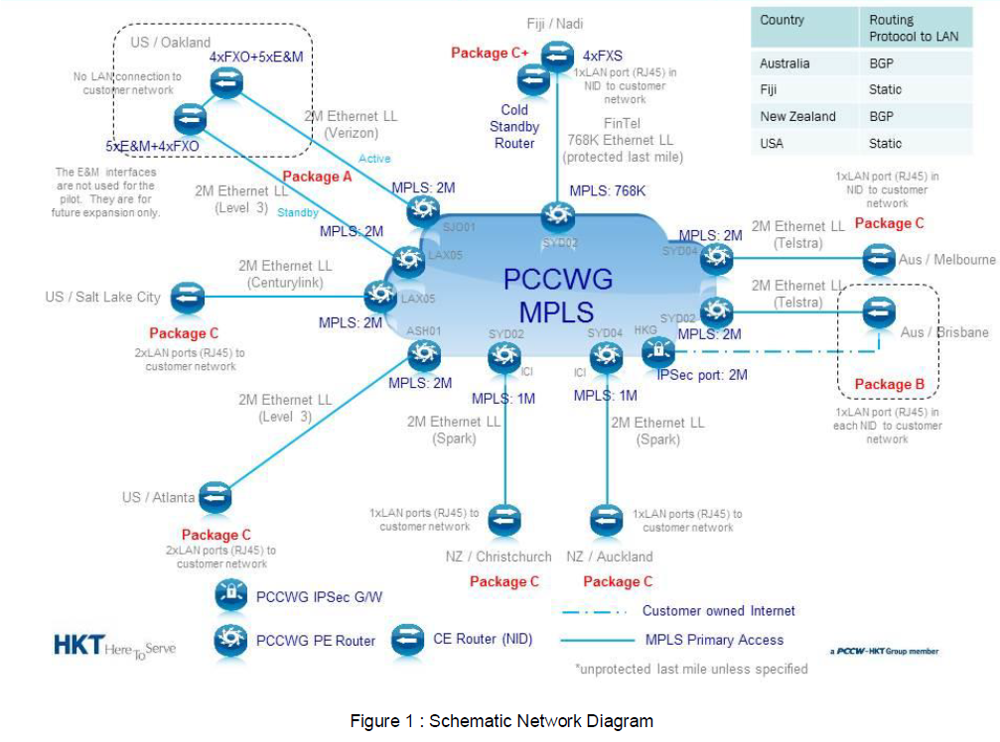 US / Oakland
4xFXO+5xE&M
No LAN connection to
customer network
5xE&M+4xFXO
The E&M interfaces
are not used for the
pilot. They are for
future expansion only.
2M Ethernet LL
(Verizon)
Active
Package A
2M Ethernet LL
(Level 3)
Standby
MPLS: 2M
SJO01
MPLS: 2M
LAX05
Fiji / Nadi
Package C+
4xFXS
1xLAN port (RJ45) in
NID to customer
network
Cold
Standby
Router
FinTel
768K Ethernet LL
(protected last mile)
MPLS: 768K
SYD02
Country
Routing
Protocol to LAN
Australia
BGP
Fiji
Static
New Zealand
BGP
USA
Static
1xLAN port (RJ45) in
NID to customer
network
Package C
2M Ethernet LL
(Telstra)
MPLS: 2M
SYD04
Aus / Melbourne
PCCWG
MPLS
2M Ethernet LL
(Centurylink)
US / Salt Lake City
Package C
2xLAN ports (RJ45) to
customer network
LAX05
MPLS: 2M
2M Ethernet LL
(Telstra)
SYD02
MPLS: 2M
Aus / Brisbane
HKG
IPSec port: 2M
Package B
1xLAN port (RJ45) in
each NID to customer
network
ASH01
MPLS: 2M
2M Ethernet LL
(Level 3)
US / Atlanta
Package C
2xLAN ports (RJ45) to
customer network
SYD02
ICI
MPLS: 1M
2M Ethernet LL
(Spark)
1xLAN ports (RJ45) to
customer network
NZ / Christchurch
Package C
SYD04
ICI
MPLS: 1M
2M Ethernet LL
(Spark)
1xLAN ports (RJ45) to
customer network
NZ / Auckland
Package C
PCCWG IPSec G/W
PCCWG PE Router
CE Router (NID)
Customer owned Internet
MPLS Primary Access
*unprotected last mile unless specified
HKT Here To Serve
a PCCW-HKT Group member
Figure 1 : Schematic Network Diagram